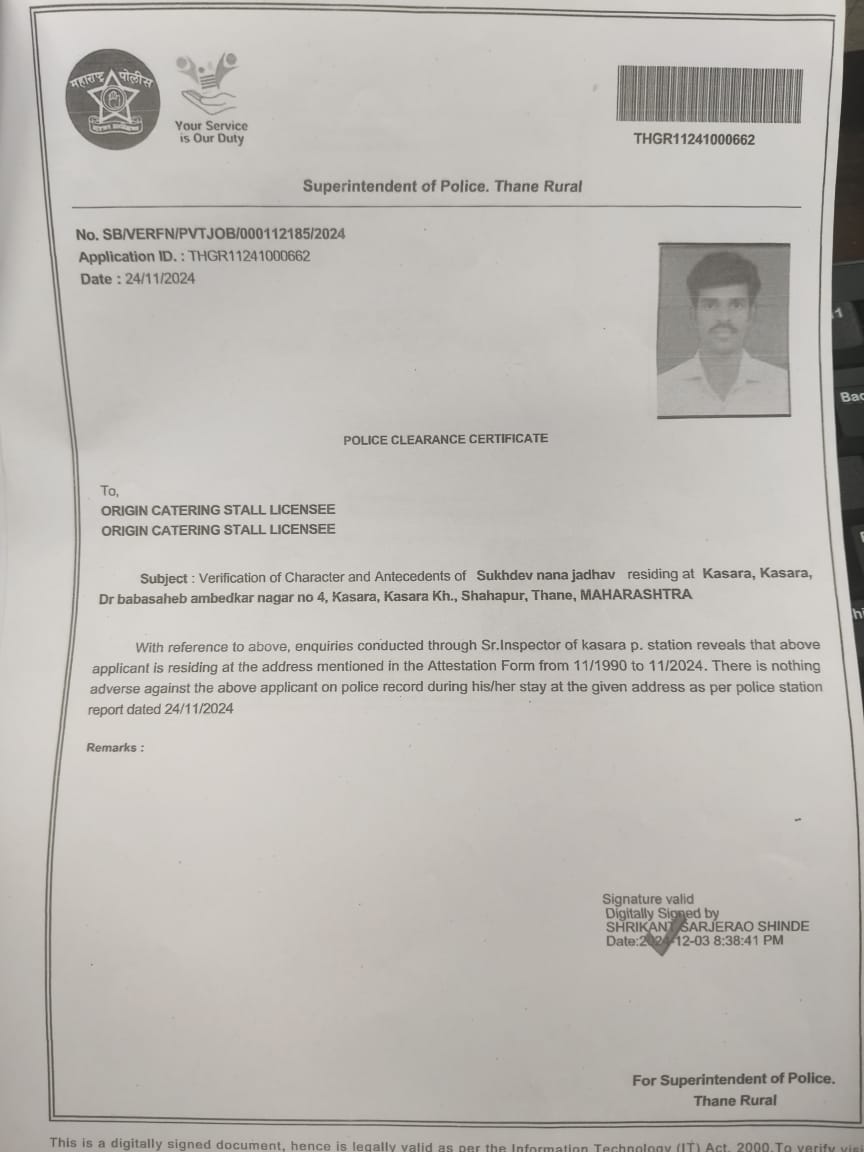 महाराष्ट्र पोलीस
Your Service
is Our Duty
THGR11241000662
Superintendent of Police. Thane Rural
No. SB/VERFN/PVTJOB/000112185/2024
Application ID. : THGR11241000662
Date : 24/11/2024
POLICE CLEARANCE CERTIFICATE
To,
ORIGIN CATERING STALL LICENSEE
ORIGIN CATERING STALL LICENSEE
Subject : Verification of Character and Antecedents of Sukhdev nana jadhav residing at Kasara, Kasara,
Dr babasaheb ambedkar nagar no 4, Kasara, Kasara Kh., Shahapur, Thane, MAHARASHTRA
With reference to above, enquiries conducted through Sr.Inspector of kasara p. station reveals that above
applicant is residing at the address mentioned in the Attestation Form from 11/1990 to 11/2024. There is nothing
adverse against the above applicant on police record during his/her stay at the given address as per police station
report dated 24/11/2024
Remarks :
Signature valid
Digitally Signed by
SHRIKANT SARJERAO SHINDE
Date:2024-12-03 8:38:41 PM
For Superintendent of Police.
Thane Rural
This is a digitally signed document, hence is legally valid as per the Information Technology (IT) Act, 2000.To verify